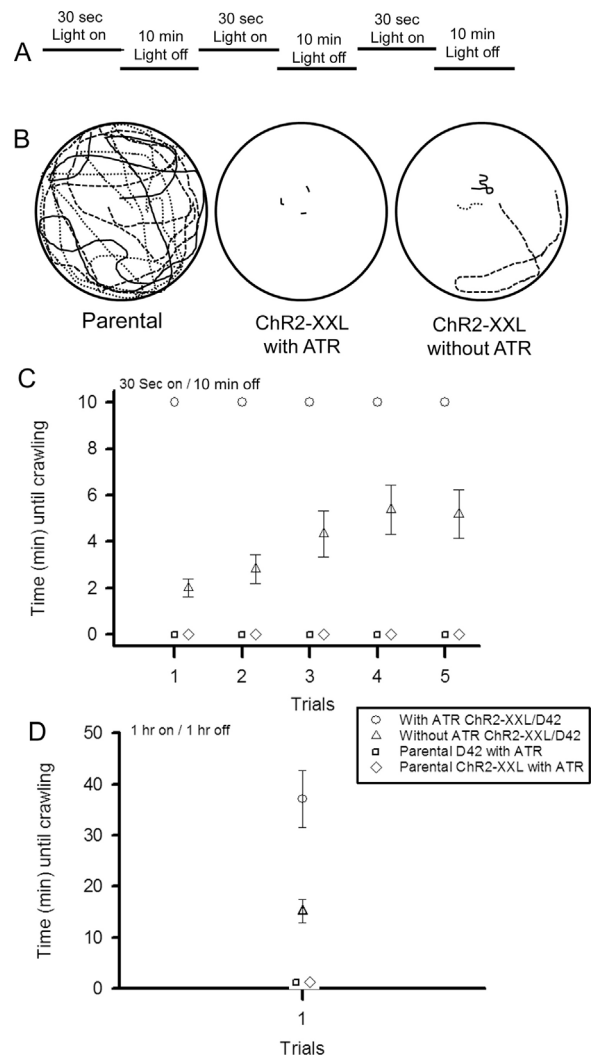 A
30 sec
Light on
10 min
Light off
30 sec
Light on
10 min
Light off
30 sec
Light on
10 min
Light off
B
Parental
ChR2-XXL
with ATR
ChR2-XXL
without ATR
C
30 Sec on / 10 min off
Time (min) until crawling
10
8
6
4
2
0
1 2 3 4 5
Trials
With ATR ChR2-XXL/D42
Without ATR ChR2-XXL/D42
Parental D42 with ATR
Parental ChR2-XXL with ATR
D
1 hr on / 1 hr off
Time (min) until crawling
50
40
30
20
10
0
1
Trials